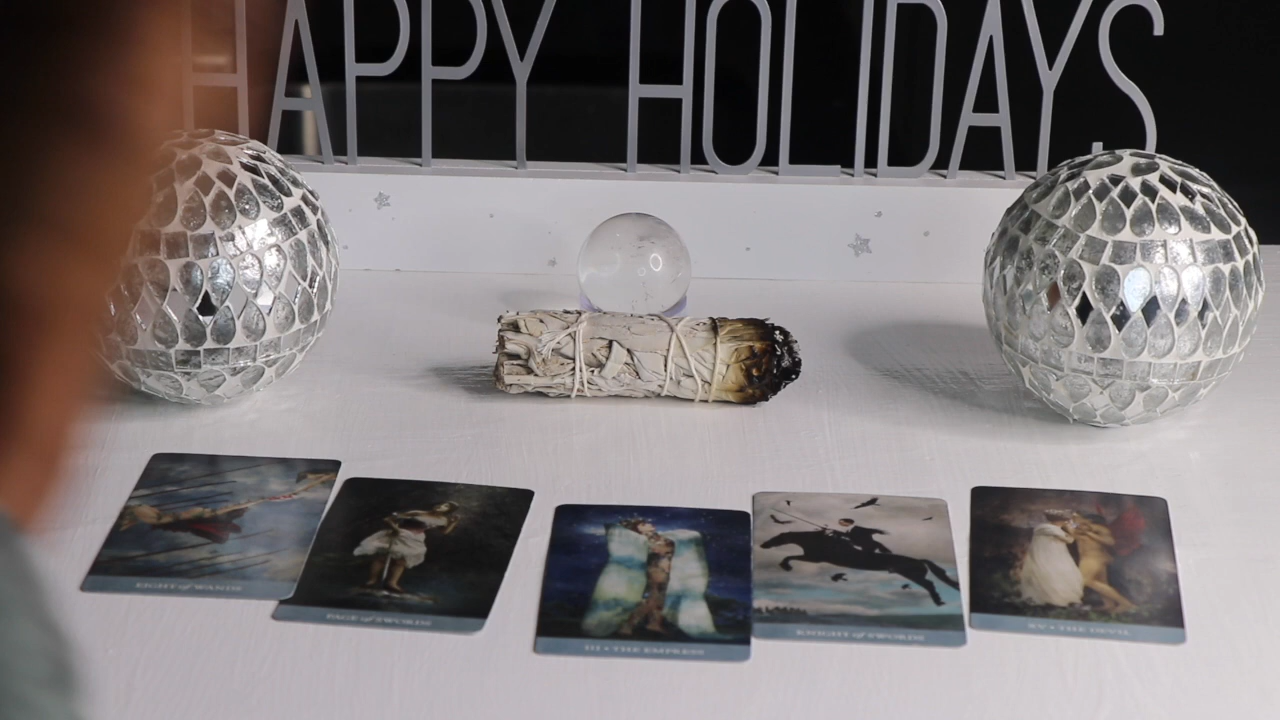 HAPPY HOLIDAYS
EIGHT of WANDS
PAGE of SWORDS
III • THE EMPRESS
KNIGHT of SWORDS
XV • THE DEVIL